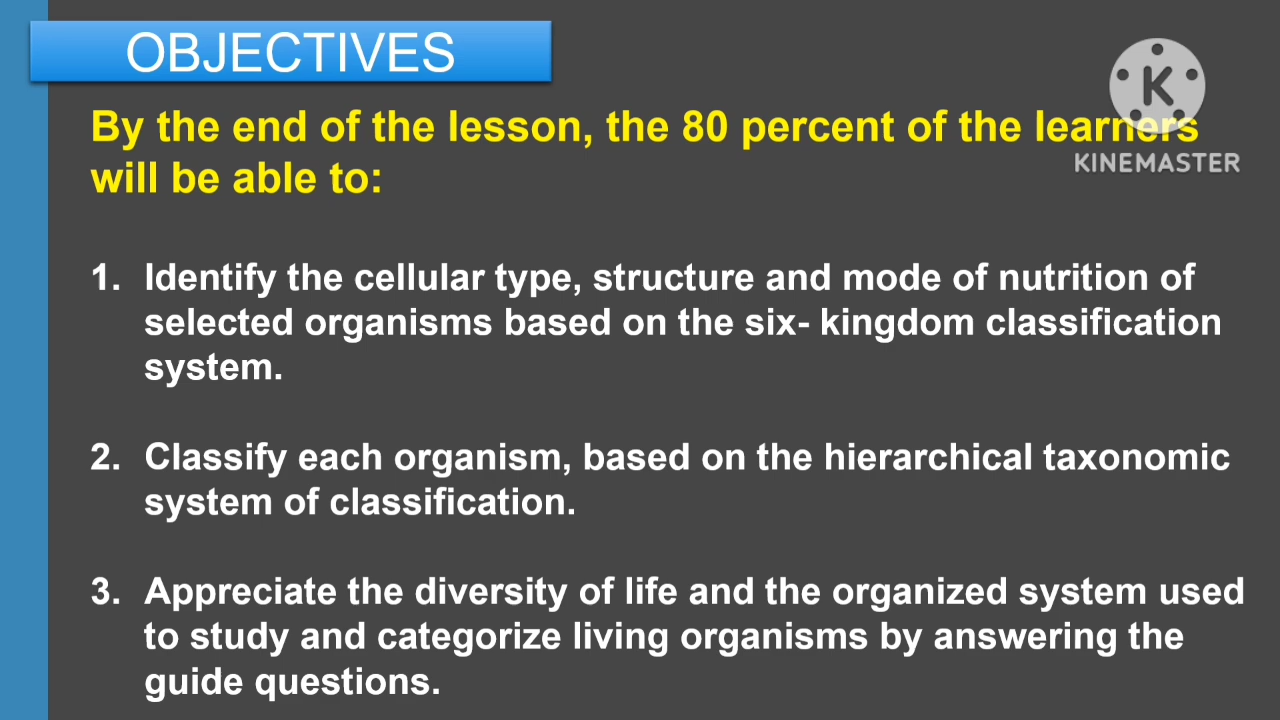 OBJECTIVES
By the end of the lesson, the 80 percent of the learners
will be able to:
K
KINEMASTER
1. Identify the cellular type, structure and mode of nutrition of
selected organisms based on the six- kingdom classification
system.
2. Classify each organism, based on the hierarchical taxonomic
system of classification.
3. Appreciate the diversity of life and the organized system used
to study and categorize living organisms by answering the
guide questions.